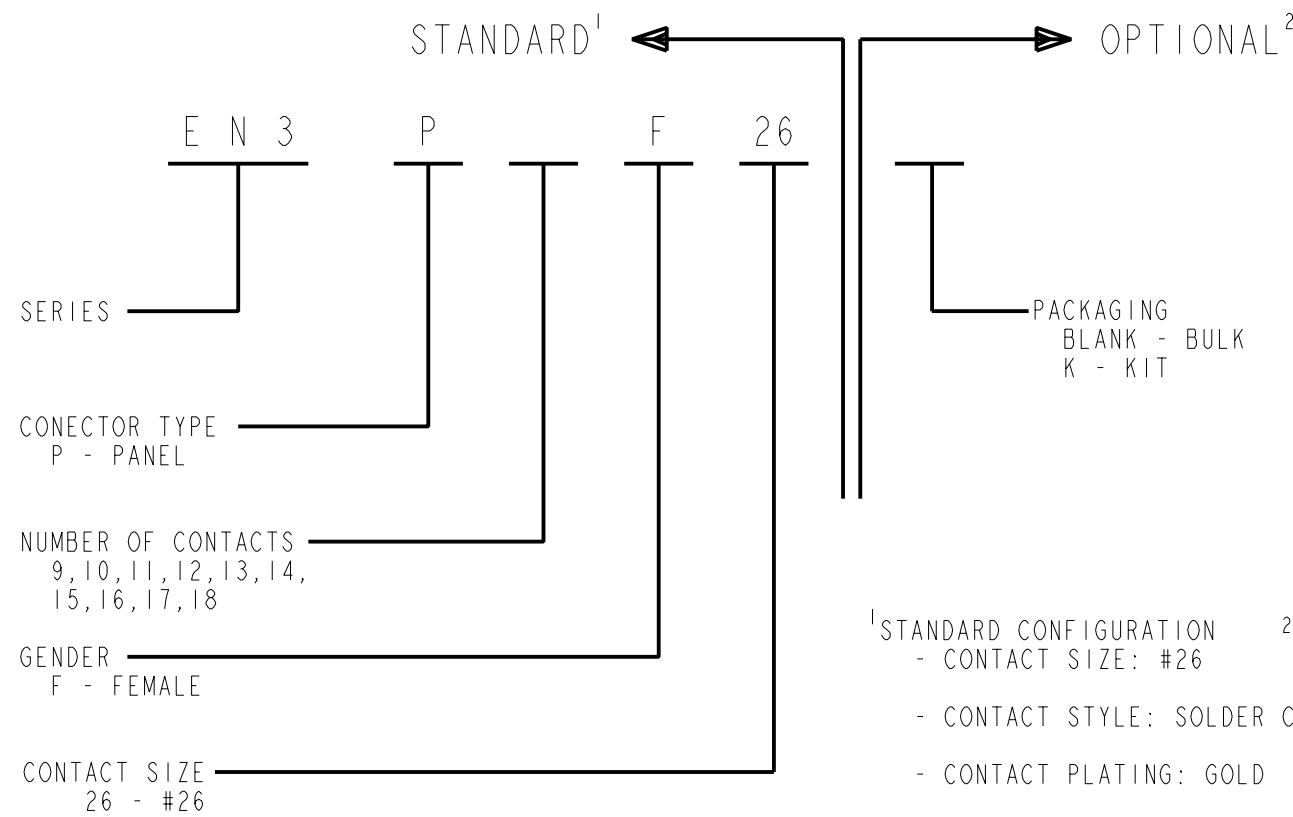 STANDARD¹ OPTIONAL²
E N 3 P F 26
SERIES
PACKAGING
BLANK - BULK
K - KIT
CONECTOR TYPE
P - PANEL
NUMBER OF CONTACTS
9,10,11,12,13,14,
15,16,17,18
GENDER
F - FEMALE
CONTACT SIZE
26 - #26
¹STANDARD CONFIGURATION ²
- CONTACT SIZE: #26
- CONTACT STYLE: SOLDER C
- CONTACT PLATING: GOLD